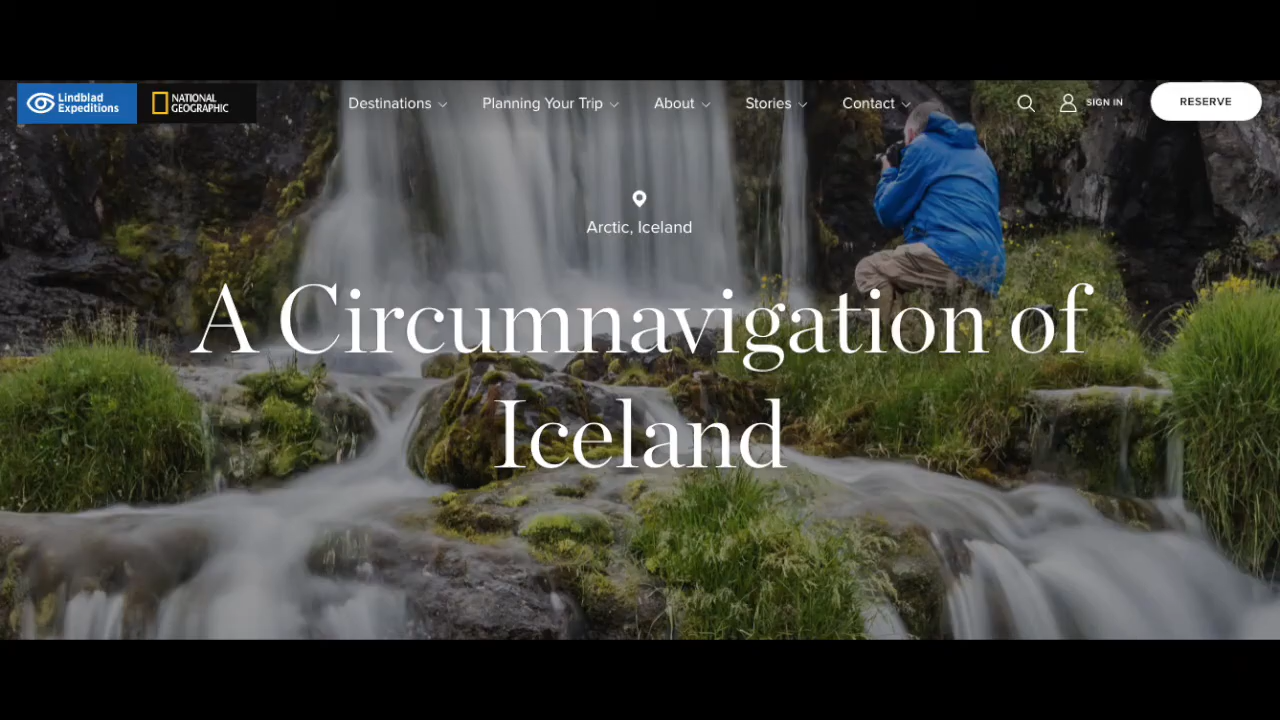 Lindblad
Expeditions
NATIONAL
GEOGRAPHIC
Destinations
Planning Your Trip
About
Stories
Contact
SIGN IN
RESERVE
Arctic, Iceland
A Circumnavigation of
Iceland